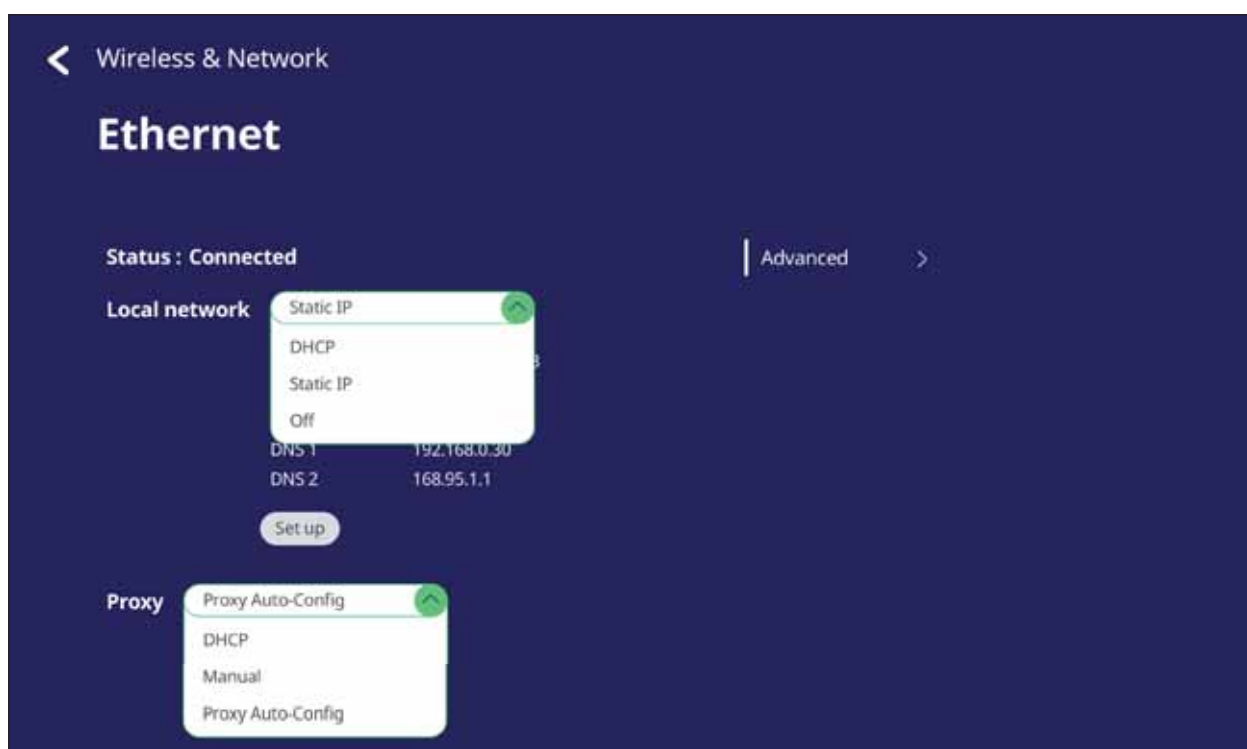 Wireless & Network
Ethernet
Status : Connected
Advanced
Local network Static IP
DHCP
Static IP
Off
DNS 1 192.168.0.30
DNS 2 168.95.1.1
Set up
Proxy Proxy Auto-Config
DHCP
Manual
Proxy Auto-Config